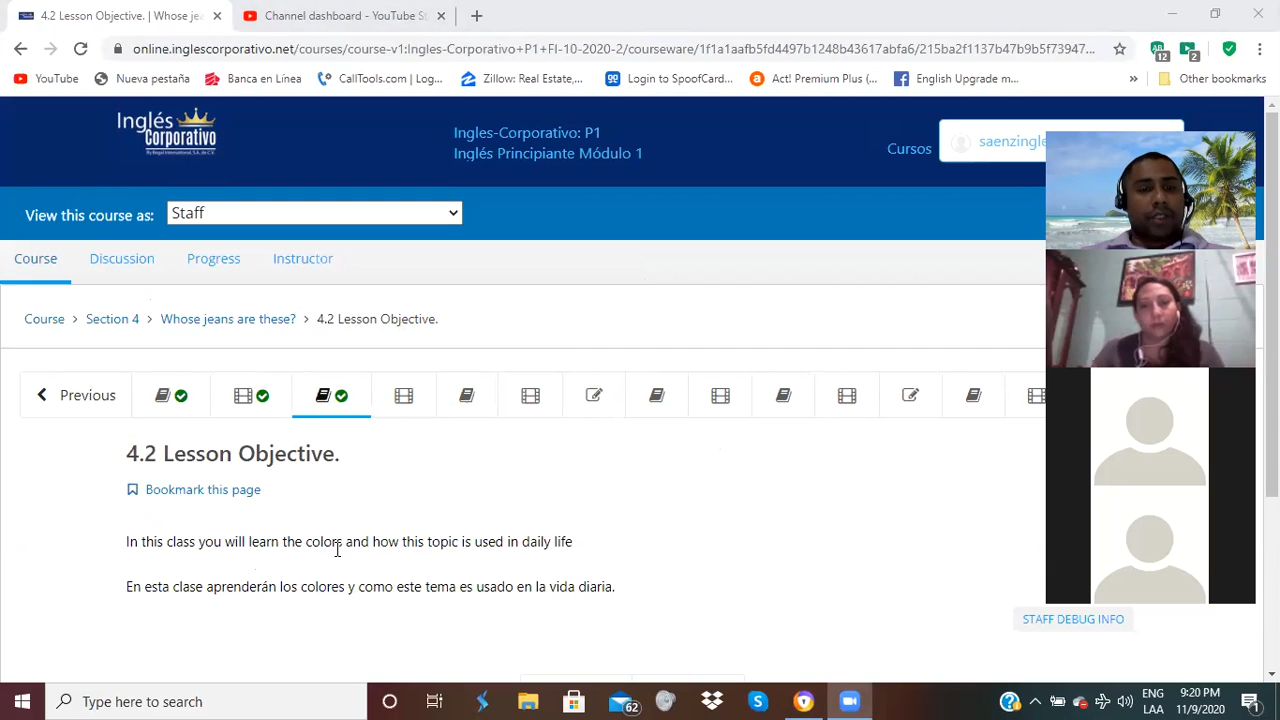 4.2 Lesson Objective. | Whose je
Channel dashboard - YouTube St
online.inglescorporativo.net/courses/course-v1:Ingles-Corporativo+P1+FI-10-2020-2/courseware/1f1a1aab5fd4497b1248b43617abfa6/215ba2f1137b47b9b5f73947...
12
2
YouTube
Nueva pestaña
Banca en Línea
CallTools.com | Log...
Zillow: Real Estate,...
Login to SpoofCard...
Act! Premium Plus (...
English Upgrade m...
»
Other bookmarks
Inglés
Corporativo
Ingles-Corporativo: P1
Inglés Principiante Módulo 1
Cursos
saenzingle
View this course as:
Staff
Course
Discussion
Progress
Instructor
Course > Section 4 > Whose jeans are these? > 4.2 Lesson Objective.
Previous
4.2 Lesson Objective.
Bookmark this page
In this class you will learn the colors and how this topic is used in daily life
En esta clase aprenderán los colores y como este tema es usado en la vida diaria.
STAFF DEBUG INFO
Type here to search
62
ENG
LAA
9:20 PM
11/9/2020
1